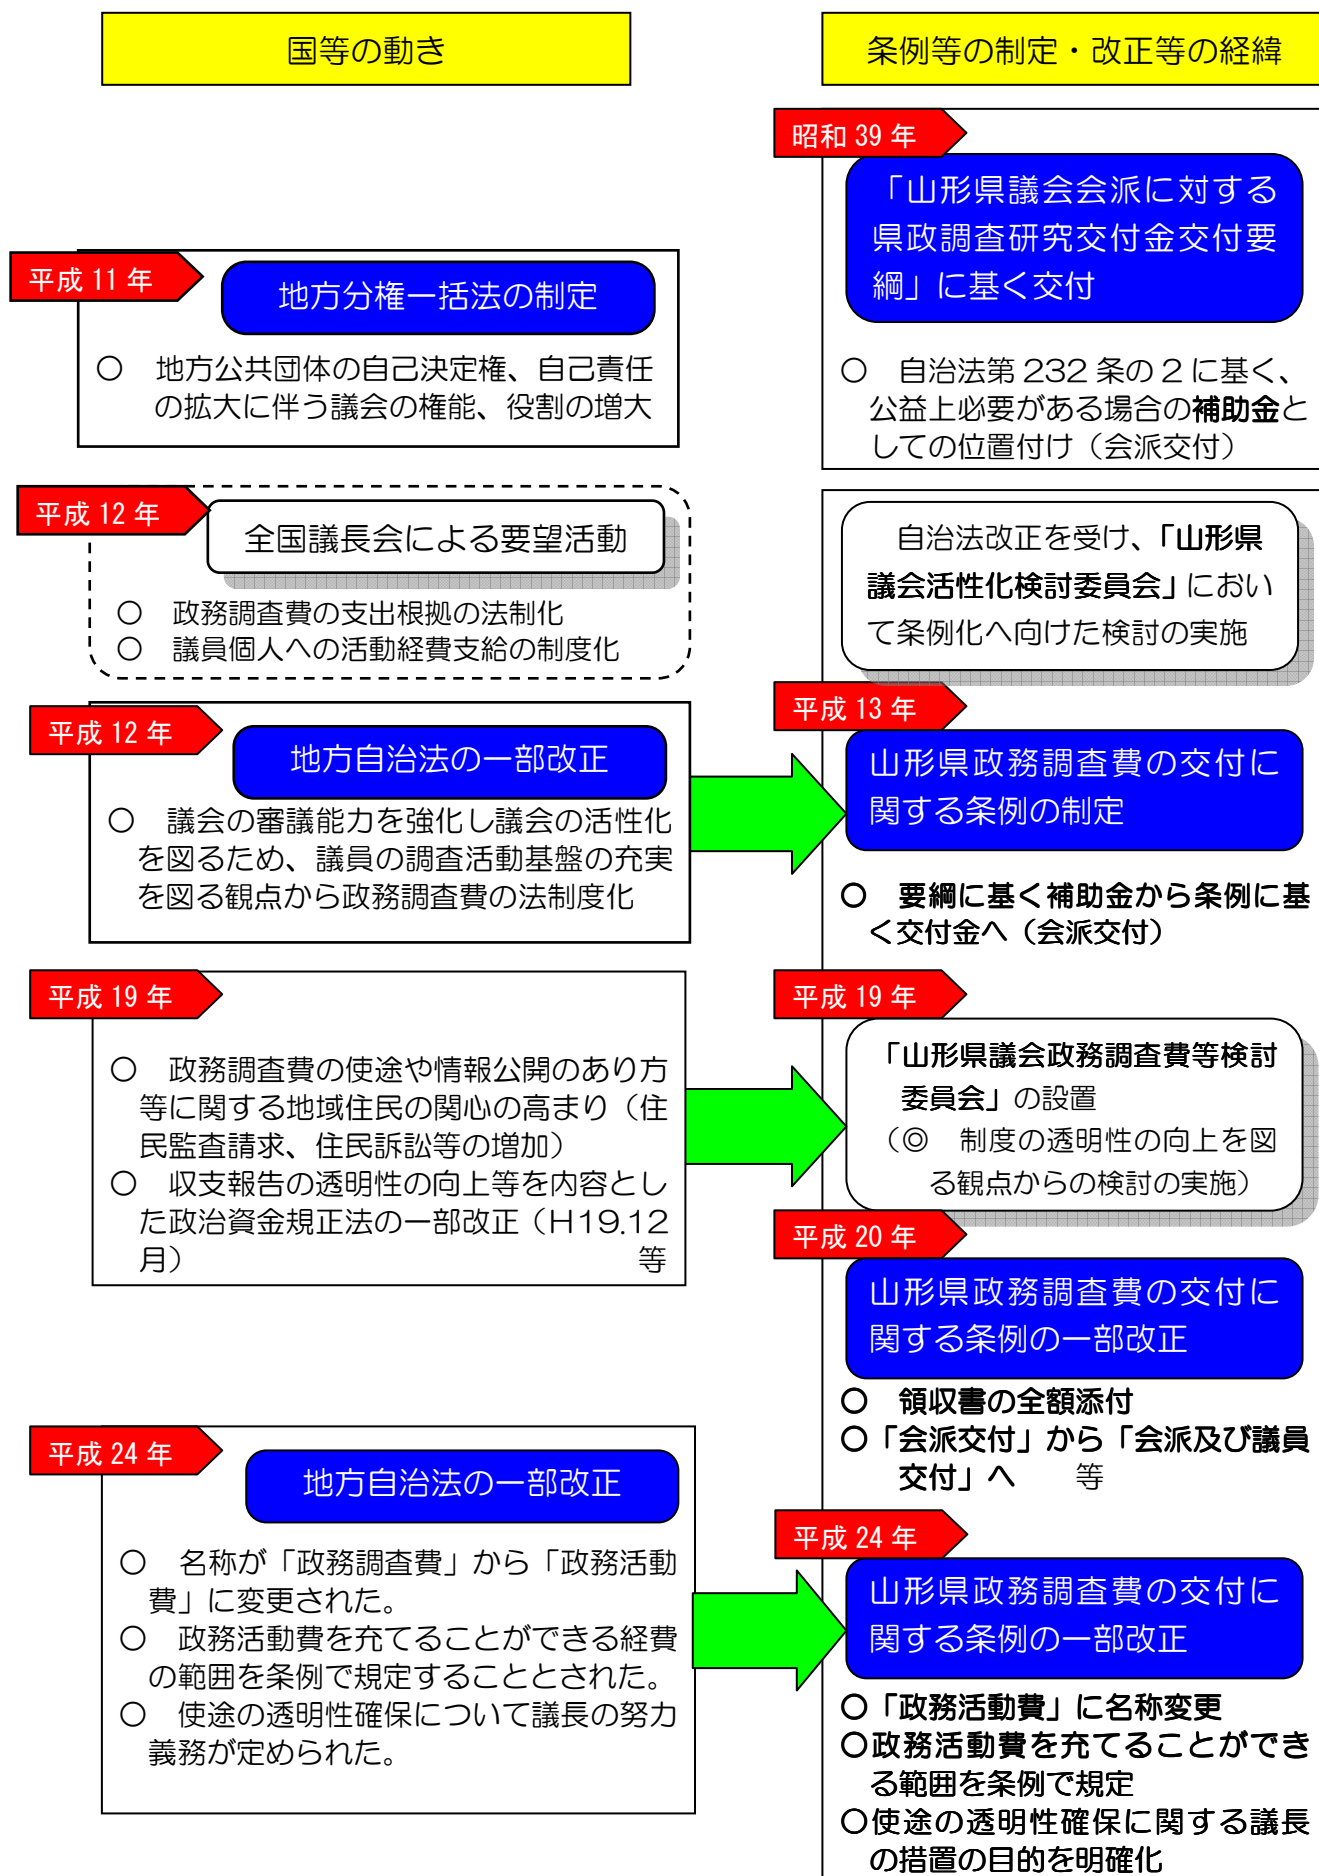 国等の動き
条例等の制定・改正等の経緯
平成 11 年
地方分権一括法の制定
○　地方公共団体の自己決定権、自己責任
の拡大に伴う議会の権能、役割の増大
平成 12 年
全国議長会による要望活動
○　政務調査費の支出根拠の法制化
○　議員個人への活動経費支給の制度化
平成 12 年
地方自治法の一部改正
○　議会の審議能力を強化し議会の活性化
を図るため、議員の調査活動基盤の充実
を図る観点から政務調査費の法制度化
平成 19 年
○　政務調査費の使途や情報公開のあり方
等に関する地域住民の関心の高まり（住
民監査請求、住民訴訟等の増加）
○　収支報告の透明性の向上等を内容とし
た政治資金規正法の一部改正（H19.12
月）　等
平成 24 年
地方自治法の一部改正
○　名称が「政務調査費」から「政務活動
費」に変更された。
○　政務活動費を充てることができる経費
の範囲を条例で規定することとされた。
○　使途の透明性確保について議長の努力
義務が定められた。
昭和 39 年
「山形県議会会派に対する
県政調査研究交付金交付要
綱」に基く交付
○　自治法第 232 条の 2 に基く、
公益上必要がある場合の補助金と
しての位置付け（会派交付）
自治法改正を受け、「山形県
議会活性化検討委員会」におい
て条例化へ向けた検討の実施
平成 13 年
山形県政務調査費の交付に
関する条例の制定
○　要綱に基く補助金から条例に基
く交付金へ（会派交付）
平成 19 年
「山形県議会政務調査費等検討
委員会」の設置
（◎　制度の透明性の向上を図
る観点からの検討の実施）
平成 20 年
山形県政務調査費の交付に
関する条例の一部改正
○　領収書の全額添付
○「会派交付」から「会派及び議員
交付」へ　等
平成 24 年
山形県政務調査費の交付に
関する条例の一部改正
○「政務活動費」に名称変更
○政務活動費を充てることができ
る範囲を条例で規定
○使途の透明性確保に関する議長
の措置の目的を明確化